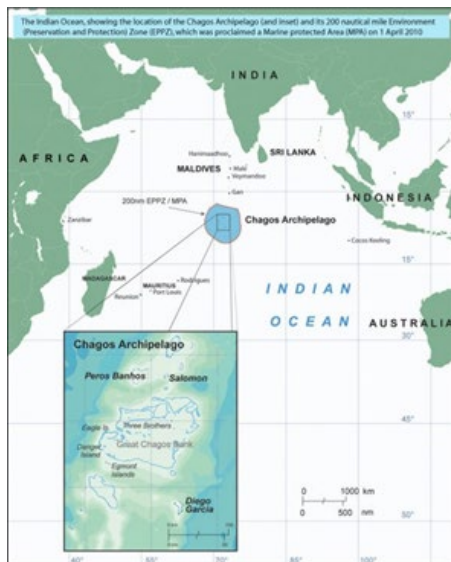 The Indian Ocean, showing the location of the Chagos Archipelago (and inset) and its 200 nautical mile Environment
(Preservation and Protection) Zone (EPPZ), which was proclaimed a Marine protected Area (MPA) on 1 April 2010
INDIA
15°
AFRICA
Hanimaadhoo
SRI LANKA
MALDIVES
Male
Veymandoo
INDONESIA
Gan
200nm EPPZ / MPA
Chagos Archipelago
Zanzibar
Cocos Keeling
15°
MADAGASCAR
MAURITIUS
Rodrigues
Port Louis
Reunion
INDIAN
OCEAN
AUSTRALIA
30°
Chagos Archipelago
Peros Banhos
Salomon
45°
Eagle Is.
Three Brothers
Danger
Island
Great Chagos Bank
Egmont
Islands
0 1000 km
0 500 nm
Diego
Garcia
50°